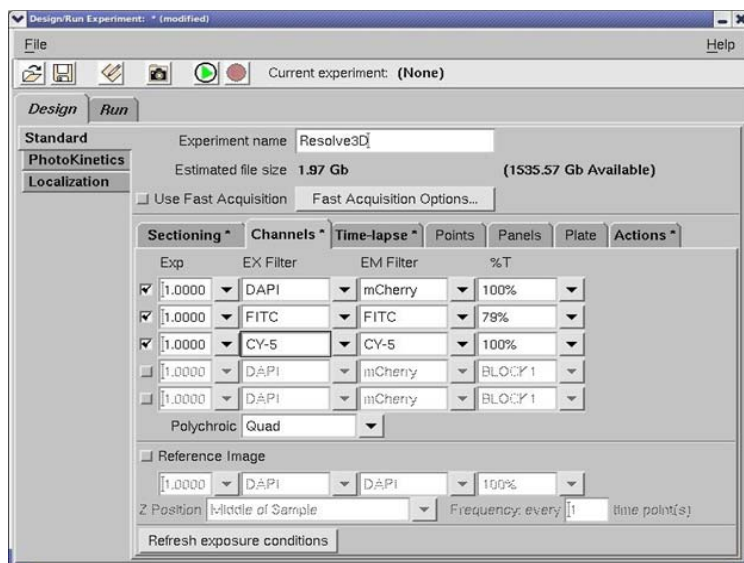 Design/Run Experiment: * (modified)
File Help
Current experiment: (None)
Design Run
Standard
PhotoKinetics
Localization
Experiment name Resolve3D
Estimated file size 1.97 Gb (1535.57 Gb Available)
Use Fast Acquisition Fast Acquisition Options...
Sectioning * Channels * Time-lapse * Points Panels Plate Actions *
Exp EX Filter EM Filter %T
1.0000 DAPI mCherry 100%
1.0000 FITC FITC 79%
1.0000 CY-5 CY-5 100%
1.0000 DAPI mCherry BLOCK1
1.0000 DAPI mCherry BLOCK1
Polychroic Quad
Reference Image
1.0000 DAPI DAPI 100%
Z Position Middle of Sample Frequency: every 1 time point(s)
Refresh exposure conditions